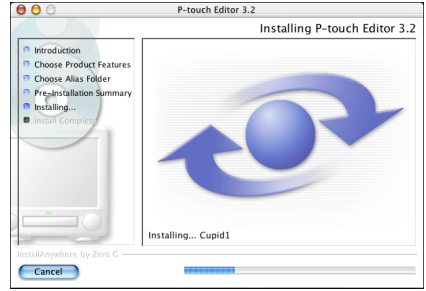 P-touch Editor 3.2
Installing P-touch Editor 3.2
Introduction
Choose Product Features
Choose Alias Folder
Pre-Installation Summary
Installing...
Install Complete
Installing... Cupid1
InstallAnywhere by Zero G
Cancel